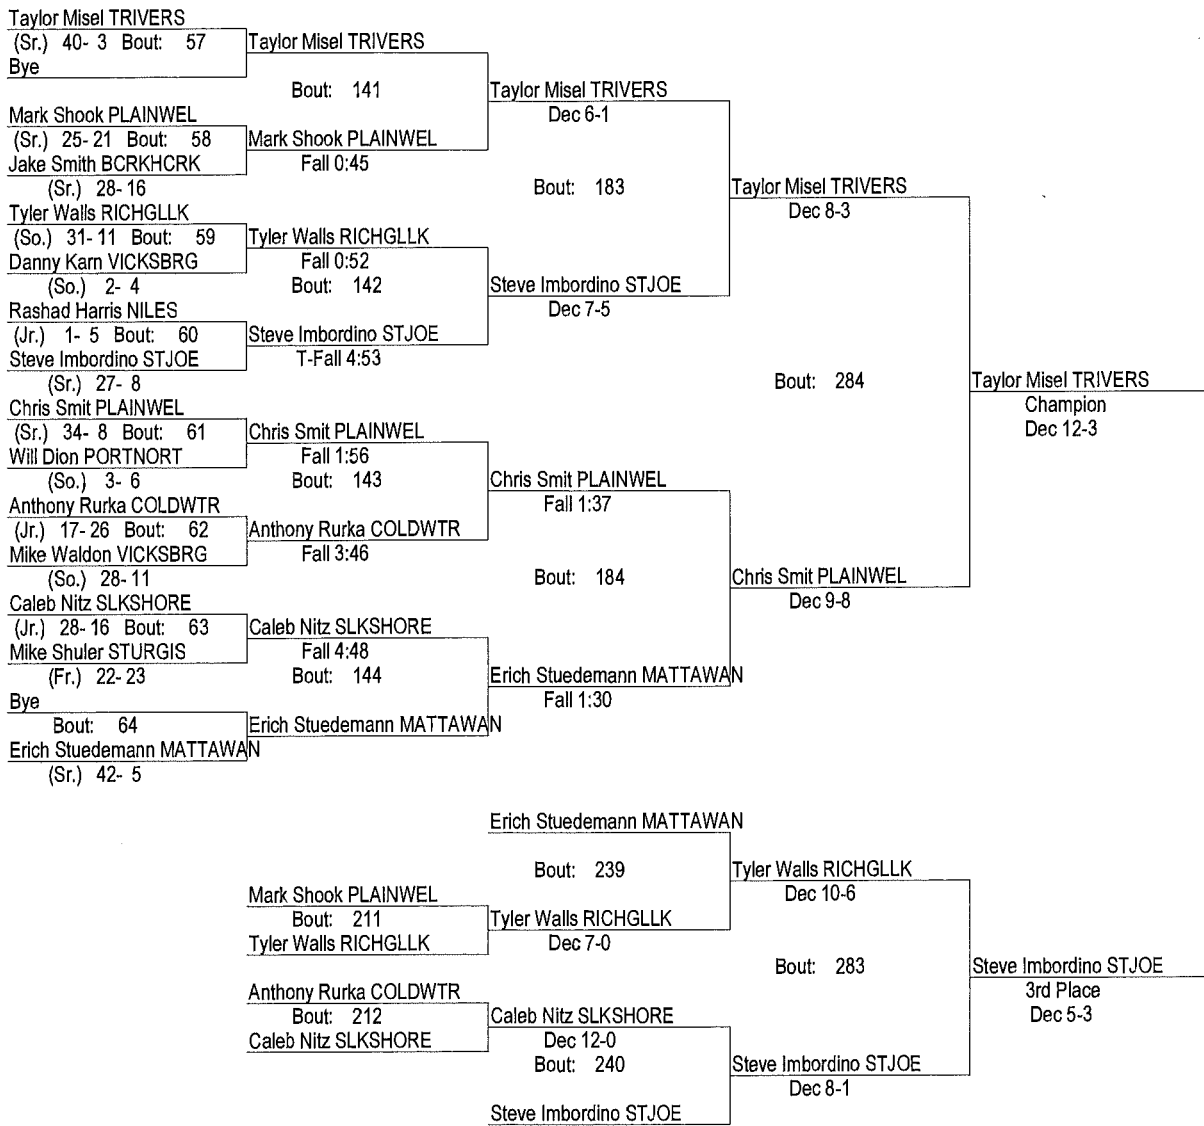 Taylor Misel TRIVERS
(Sr.) 40- 3 Bout: 57
Bye
Taylor Misel TRIVERS
Bout: 141
Mark Shook PLAINWEL
(Sr.) 25- 21 Bout: 58
Jake Smith BCRKHCRK
(Sr.) 28- 16
Mark Shook PLAINWEL
Fall 0:45
Taylor Misel TRIVERS
Dec 6-1
Bout: 183
Tyler Walls RICHGLLK
(So.) 31- 11 Bout: 59
Danny Karn VICKSBRG
(So.) 2- 4
Tyler Walls RICHGLLK
Fall 0:52
Bout: 142
Rashad Harris NILES
(Jr.) 1- 5 Bout: 60
Steve Imbordino STJOE
(Sr.) 27- 8
Steve Imbordino STJOE
T-Fall 4:53
Steve Imbordino STJOE
Dec 7-5
Taylor Misel TRIVERS
Dec 8-3
Bout: 284
Taylor Misel TRIVERS
Champion
Dec 12-3
Chris Smit PLAINWEL
(Sr.) 34- 8 Bout: 61
Will Dion PORTNORT
(So.) 3- 6
Chris Smit PLAINWEL
Fall 1:56
Bout: 143
Anthony Rurka COLDWTR
(Jr.) 17- 26 Bout: 62
Mike Waldon VICKSBRG
(So.) 28- 11
Anthony Rurka COLDWTR
Fall 3:46
Chris Smit PLAINWEL
Fall 1:37
Bout: 184
Caleb Nitz SLKSHORE
(Jr.) 28- 16 Bout: 63
Mike Shuler STURGIS
(Fr.) 22- 23
Caleb Nitz SLKSHORE
Fall 4:48
Bout: 144
Bye
Bout: 64
Erich Stuedemann MATTAWAN
(Sr.) 42- 5
Erich Stuedemann MATTAWAN
Erich Stuedemann MATTAWAN
Fall 1:30
Chris Smit PLAINWEL
Dec 9-8
Erich Stuedemann MATTAWAN
Bout: 239
Mark Shook PLAINWEL
Bout: 211
Tyler Walls RICHGLLK
Tyler Walls RICHGLLK
Dec 7-0
Tyler Walls RICHGLLK
Dec 10-6
Bout: 283
Anthony Rurka COLDWTR
Bout: 212
Caleb Nitz SLKSHORE
Caleb Nitz SLKSHORE
Dec 12-0
Bout: 240
Steve Imbordino STJOE
Steve Imbordino STJOE
Dec 8-1
Steve Imbordino STJOE
3rd Place
Dec 5-3